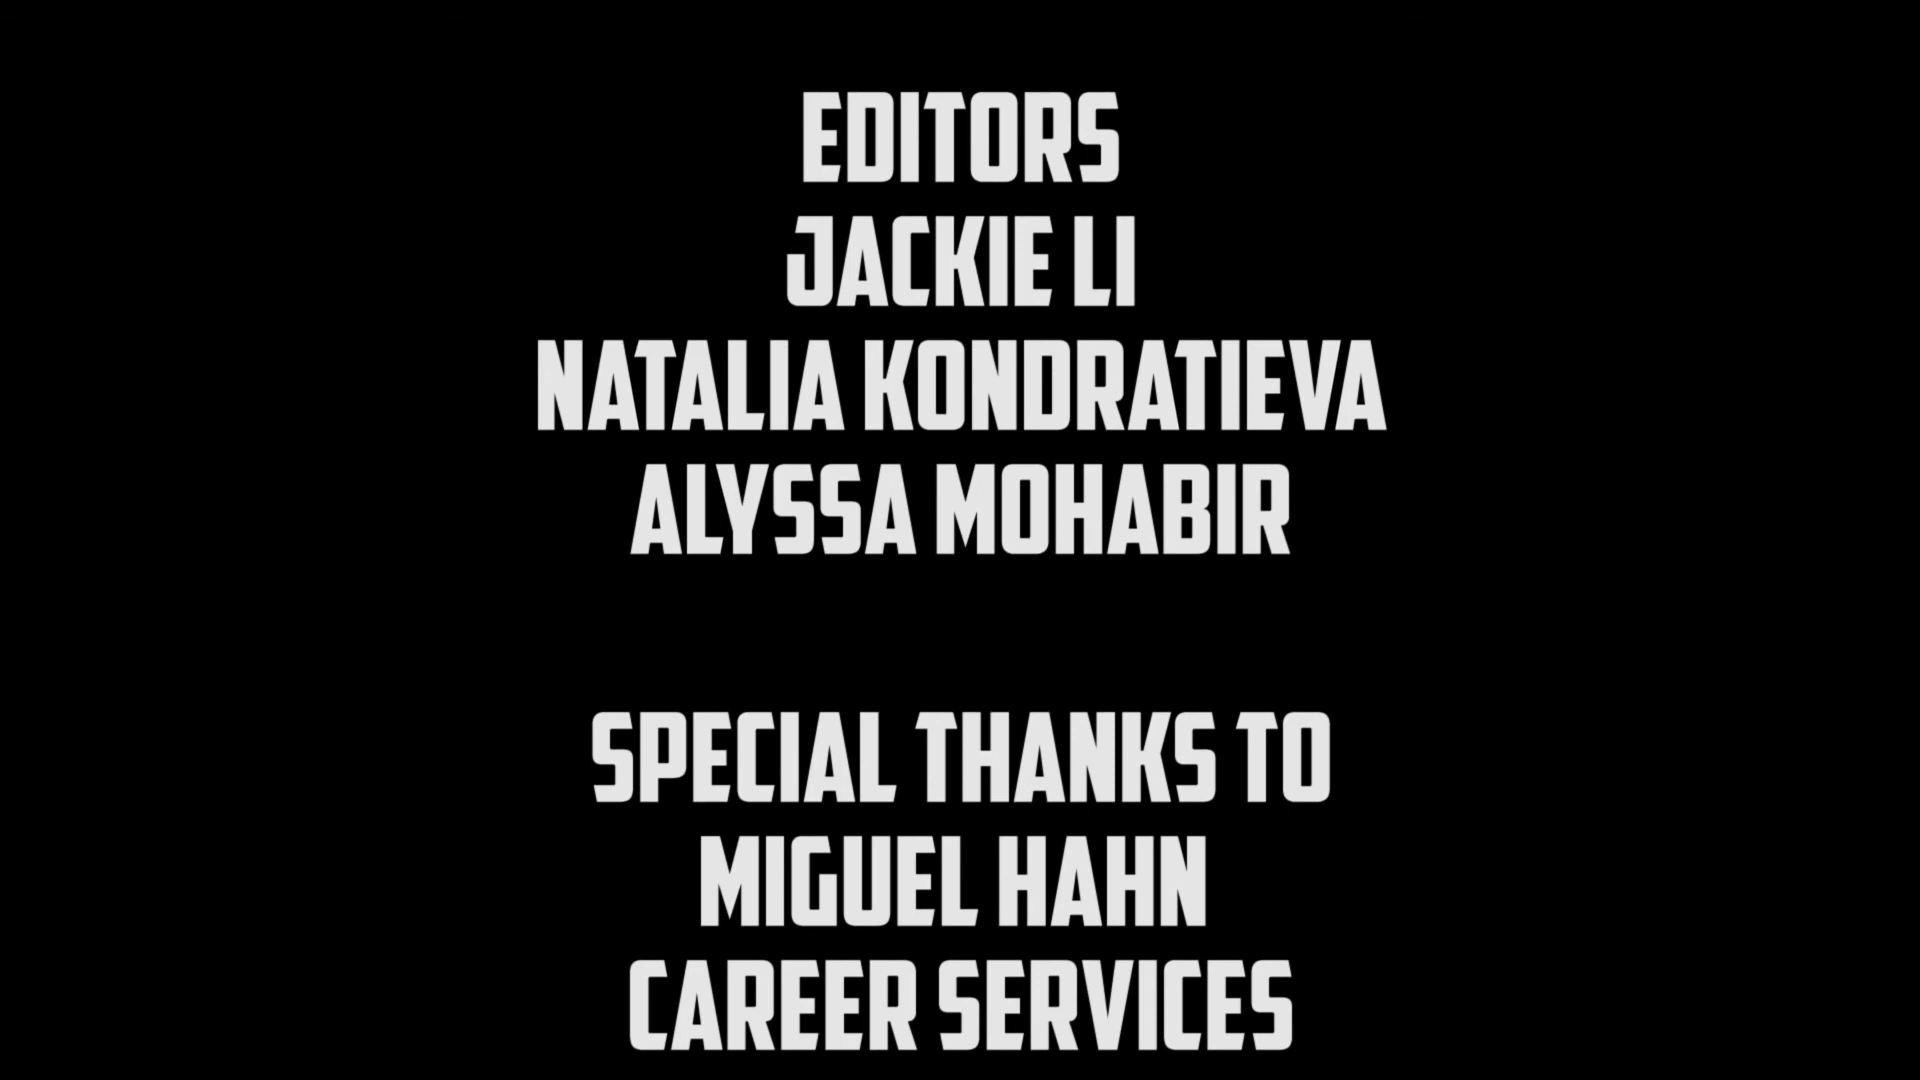 EDITORS
JACKIE LI
NATALIA KONDRATIEVA
ALYSSA MOHABIR
SPECIAL THANKS TO
MIGUEL HAHN
CAREER SERVICES